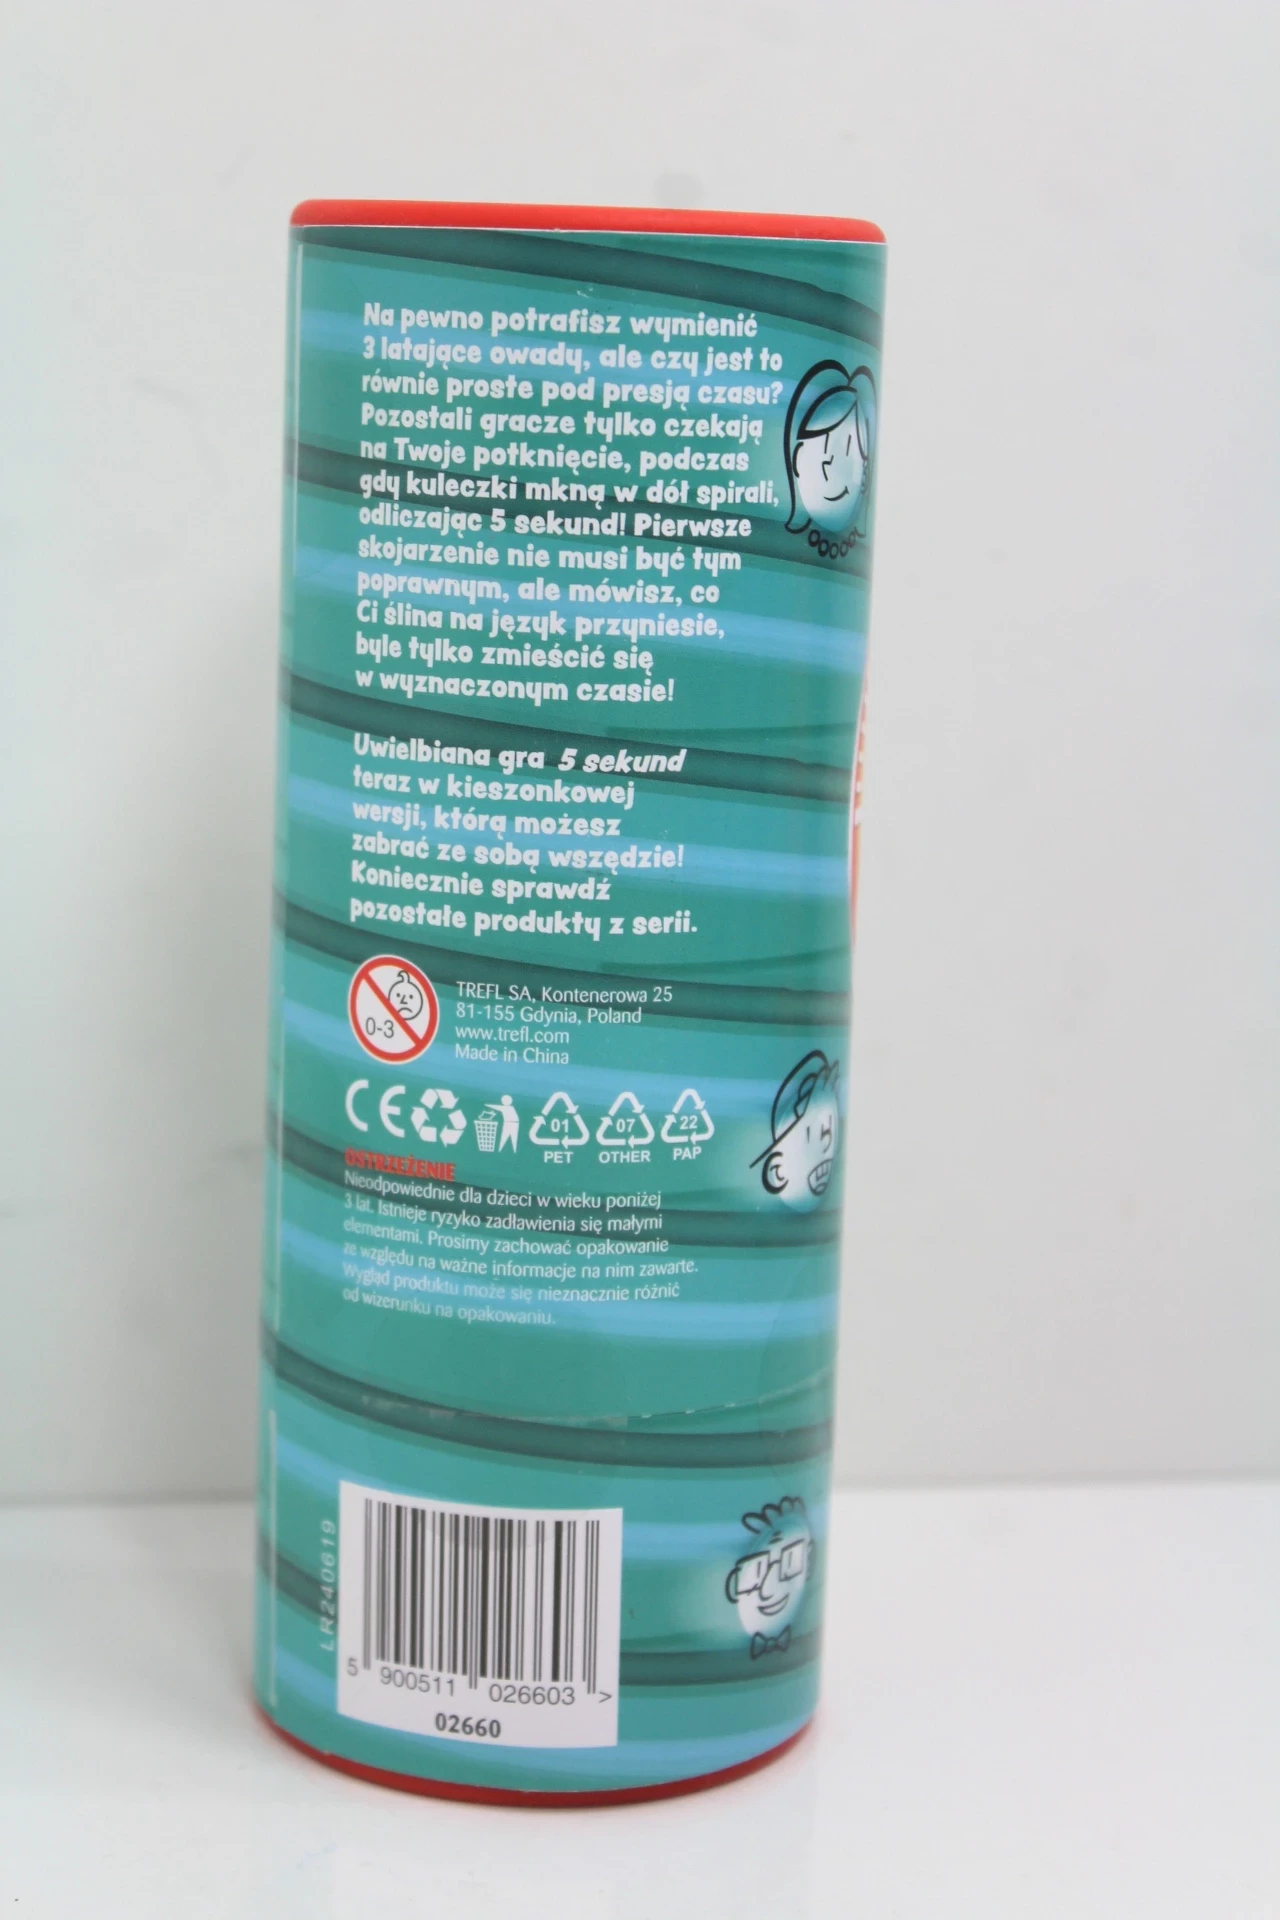 Na pewno potrafisz wymienić
3 latające owady, ale czy jest to
równie proste pod presją czasu?
Pozostali gracze tylko czekają
na Twoje potknięcie, podczas
gdy kuleczki mkną w dół spirali,
odliczając 5 sekund! Pierwsze
skojarzenie nie musi być tym
poprawnym, ale mówisz, co
Ci ślina na język przyniesie,
byle tylko zmieścić się
w wyznaczonym czasie!
Uwielbiana gra 5 sekund
teraz w kieszonkowej
wersji, którą możesz
zabrać ze sobą wszędzie!
Koniecznie sprawdź
pozostałe produkty z serii.
0-3
TREFL SA, Kontenerowa 25
81-155 Gdynia, Poland
www.trefl.com
Made in China
CE
01 07 22
PET OTHER PAP
OSTRZEŻENIE
Nieodpowiednie dla dzieci w wieku poniżej
3 lat. Istnieje ryzyko zadławienia się małymi
elementami. Prosimy zachować opakowanie
ze względu na ważne informacje na nim zawarte.
Wygląd produktu może się nieznacznie różnić
od wizerunku na opakowaniu.
LR240619
5 900511 026603 >
02660